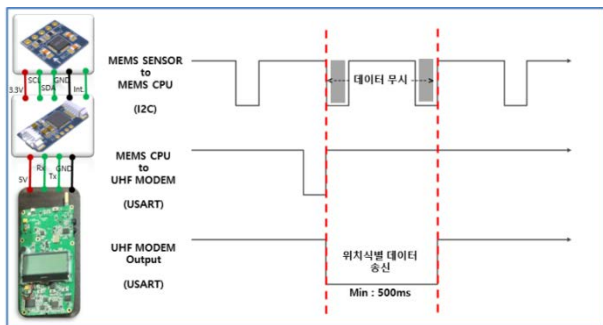 SCL
GND
3.3V
SDA
Int.
Rx
GND
5V
Tx
MEMS SENSOR
to
MEMS CPU
(I2C)
데이터 무시
MEMS CPU
to
UHF MODEM
(USART)
UHF MODEM
Output
(USART)
위치식별 데이터
송신
Min : 500ms